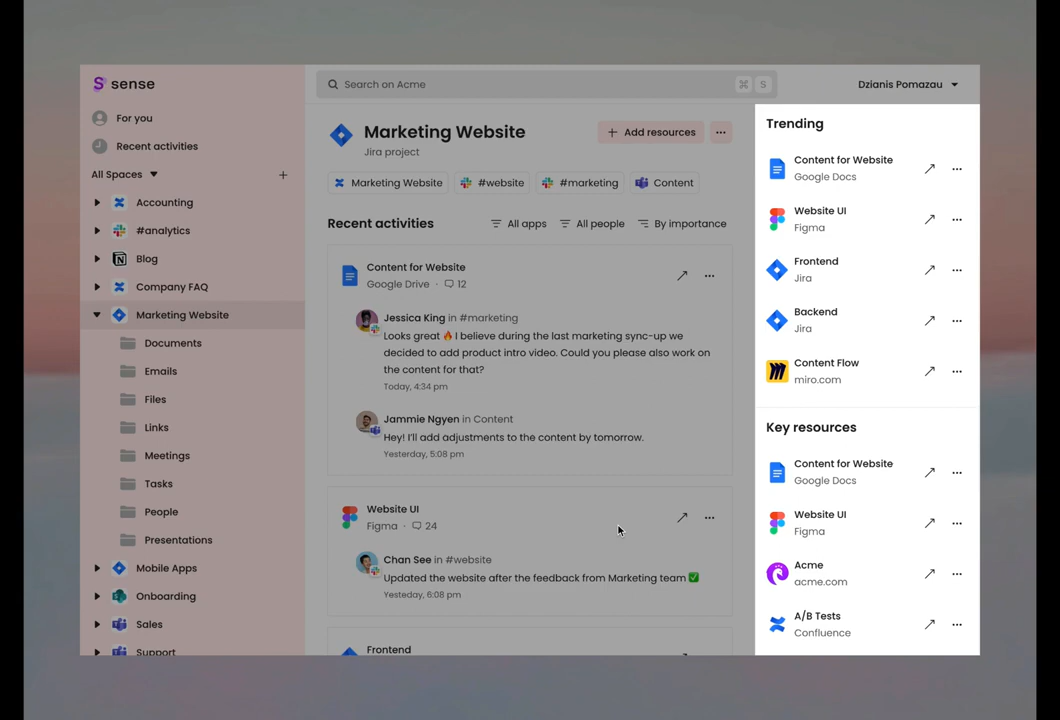 sense
Search on Acme
⌘ S
Dzianis Pomazau
For you
Recent activities
All Spaces
+
Accounting
#analytics
Blog
Company FAQ
Marketing Website
Documents
Emails
Files
Links
Meetings
Tasks
People
Presentations
Mobile Apps
Onboarding
Sales
Support
Marketing Website
Jira project
+ Add resources
Marketing Website
#website
#marketing
Content
Recent activities
All apps
All people
By importance
Content for Website
Google Drive · 12
Jessica King in #marketing
Looks great 🔥 I believe during the last marketing sync-up we
decided to add product intro video. Could you please also work on
the content for that?
Today, 4:34 pm
Jammie Ngyen in Content
Hey! I'll add adjustments to the content by tomorrow.
Yesterday, 5:08 pm
Website UI
Figma · 24
Chan See in #website
Updated the website after the feedback from Marketing team ✅
Yesteday, 6:08 pm
Frontend
Trending
Content for Website
Google Docs
Website UI
Figma
Frontend
Jira
Backend
Jira
Content Flow
miro.com
Key resources
Content for Website
Google Docs
Website UI
Figma
Acme
acme.com
A/B Tests
Confluence